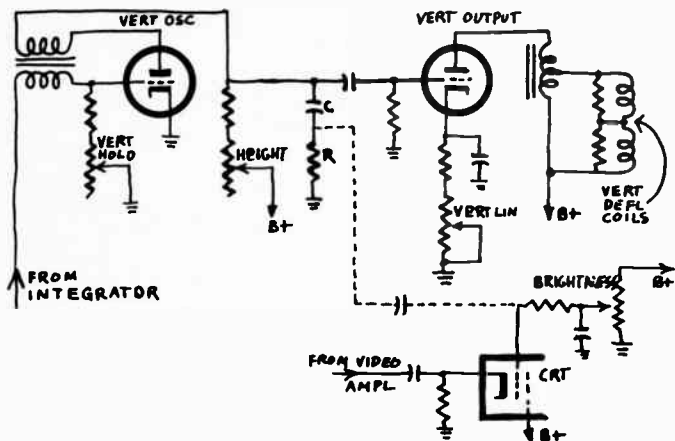 VERT OSC
VERT OUTPUT
VERT
HOLD
HEIGHT
B+
C
R
VERT LIN
B+
VERT
DEFL
COILS
FROM
INTEGRATOR
BRIGHTNESS
B+
FROM VIDEO
AMPL
CRT
B+